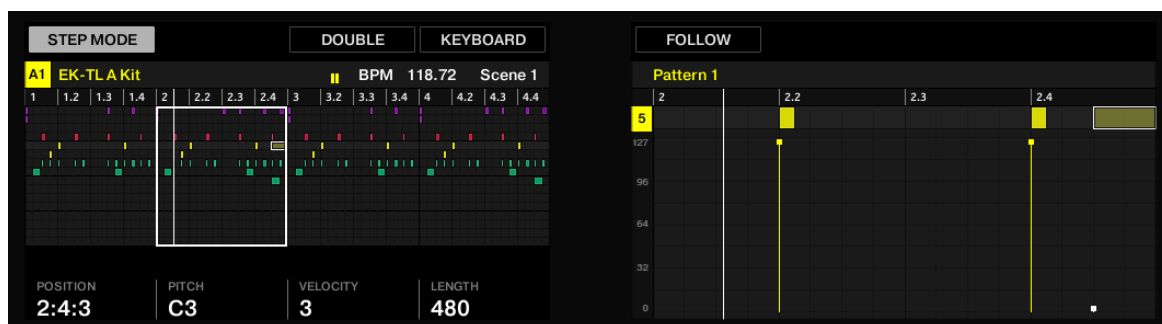 STEP MODE DOUBLE KEYBOARD
A1 EK-TL A Kit BPM 118.72 Scene 1
1 1.2 1.3 1.4 2 2.2 2.3 2.4 3 3.2 3.3 3.4 4 4.2 4.3 4.4
POSITION PITCH VELOCITY LENGTH
2:4:3 C3 3 480
FOLLOW
Pattern 1
2 2.2 2.3 2.4
5
127
96
64
32
0